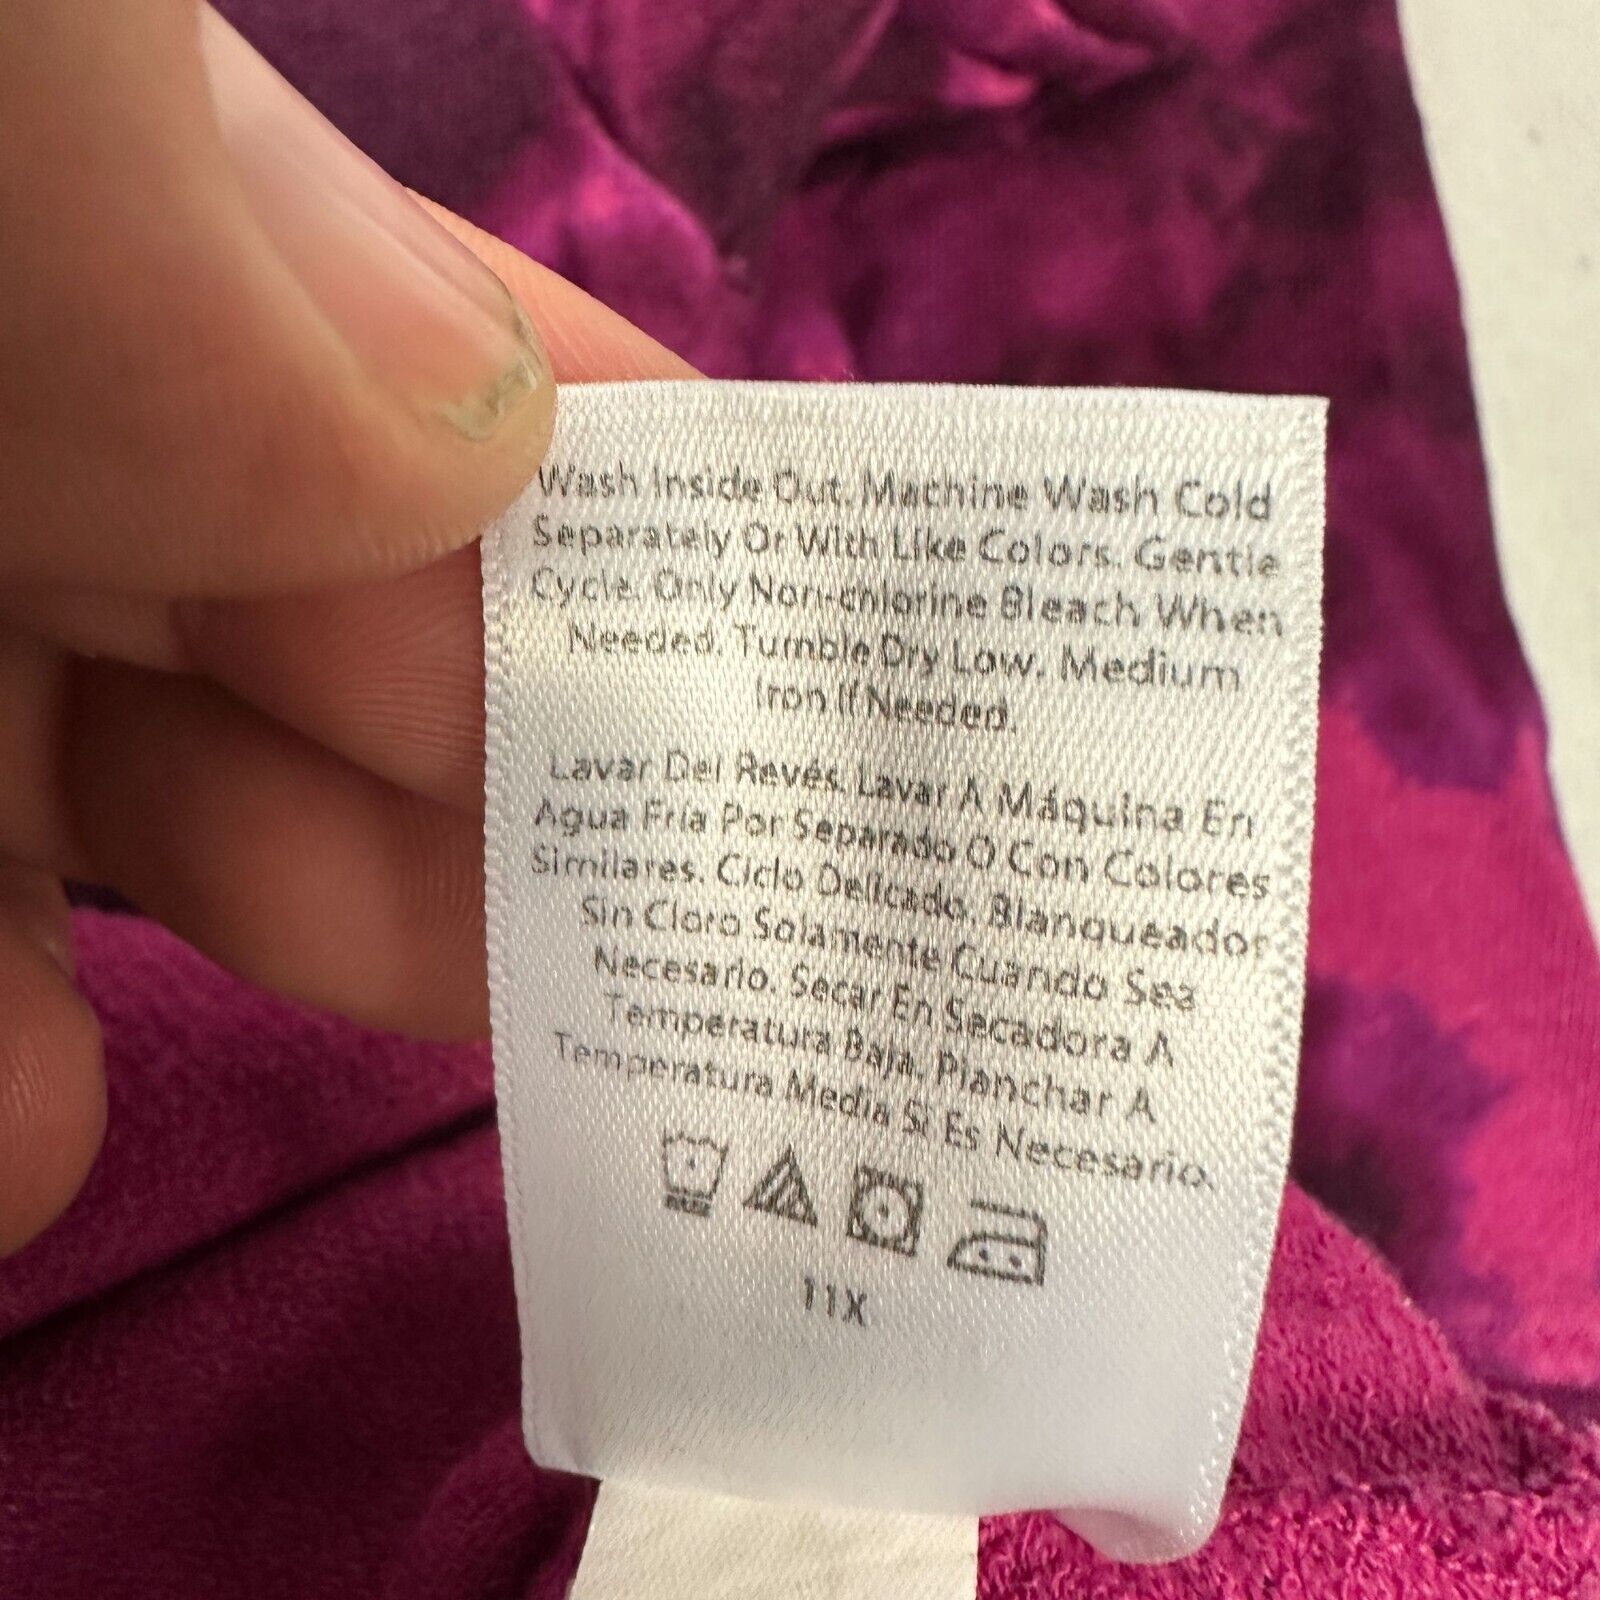 Wash Inside Out. Machine Wash Cold
Separately Or With Like Colors. Gentle
Cycle. Only Non-chlorine Bleach When
Needed. Tumble Dry Low. Medium
Iron If Needed.
Lavar Del Revés. Lavar A Máquina En
Agua Fría Por Separado O Con Colores
Similares. Ciclo Delicado. Blanqueador
Sin Cloro Solamente Cuando Sea
Necesario. Secar En Secadora A
Temperatura Baja. Planchar A
Temperatura Media Si Es Necesario.
11X